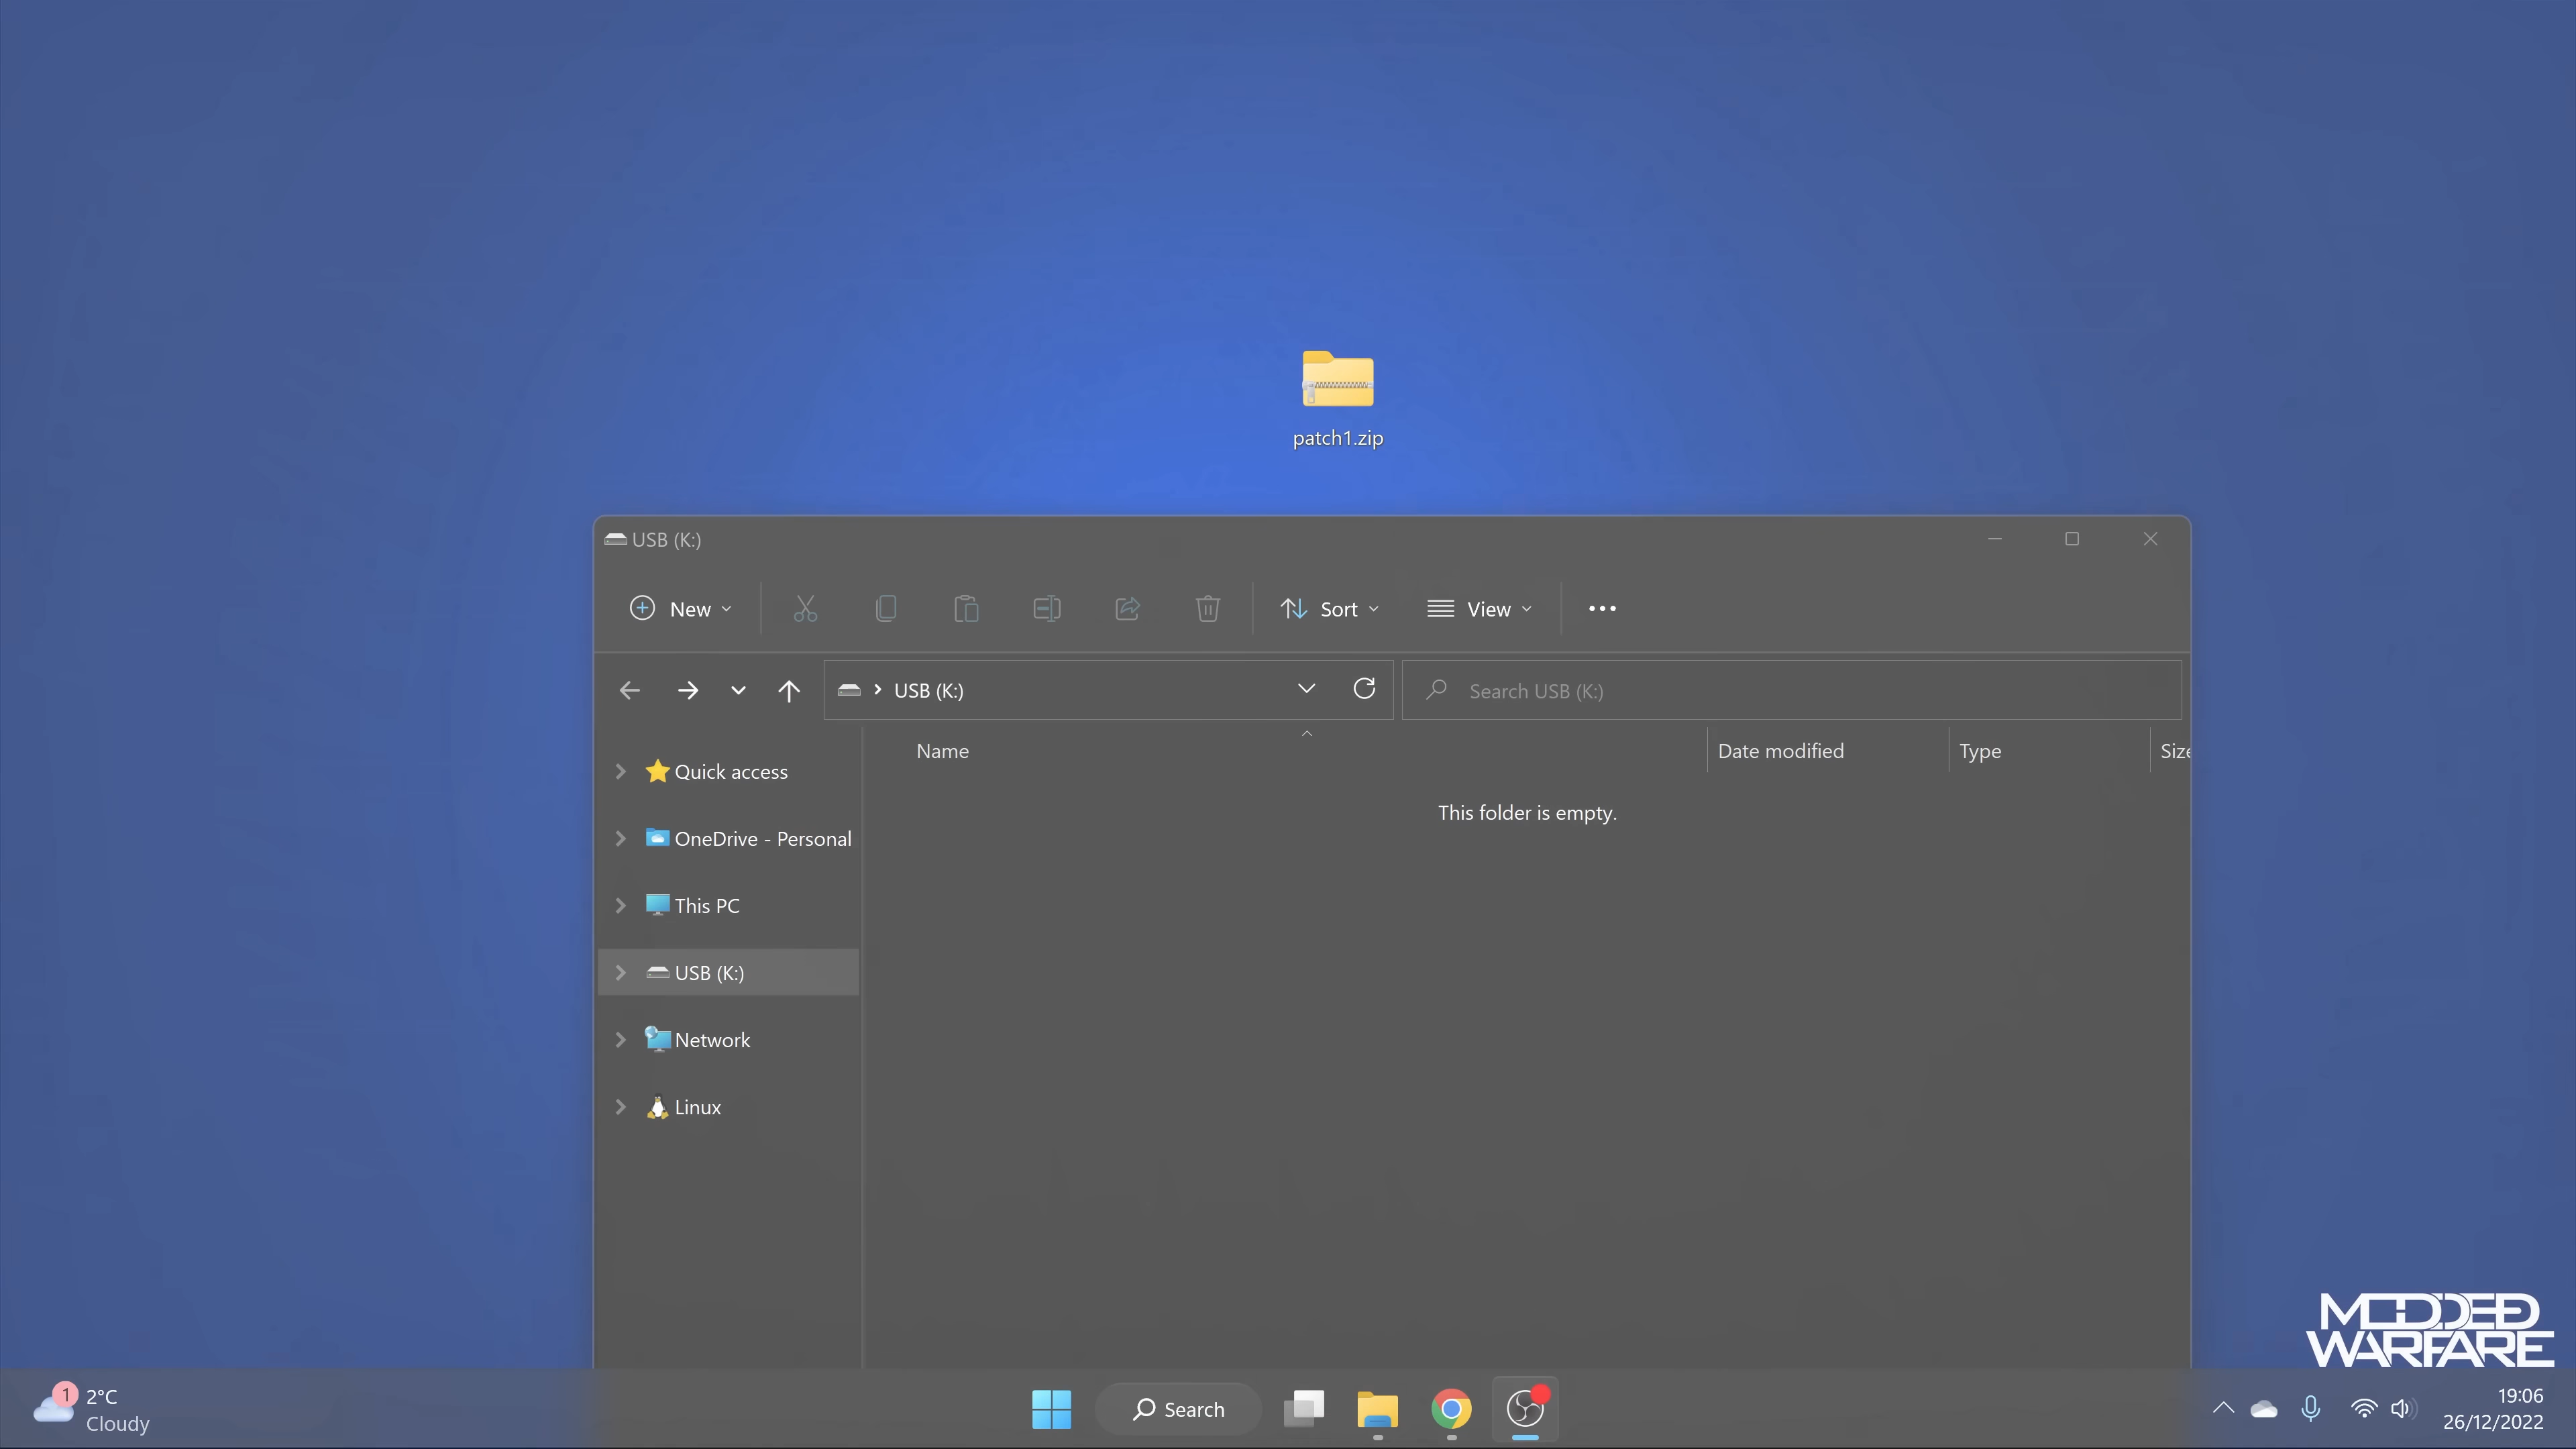 patch1.zip
USB (K:)
New
Sort
View
USB (K:)
Search USB (K:)
Name
Date modified
Type
Size
Quick access
This folder is empty.
OneDrive - Personal
This PC
USB (K:)
Network
Linux
MODDED
WARFARE
1
2°C
Cloudy
Search
19:06
26/12/2022